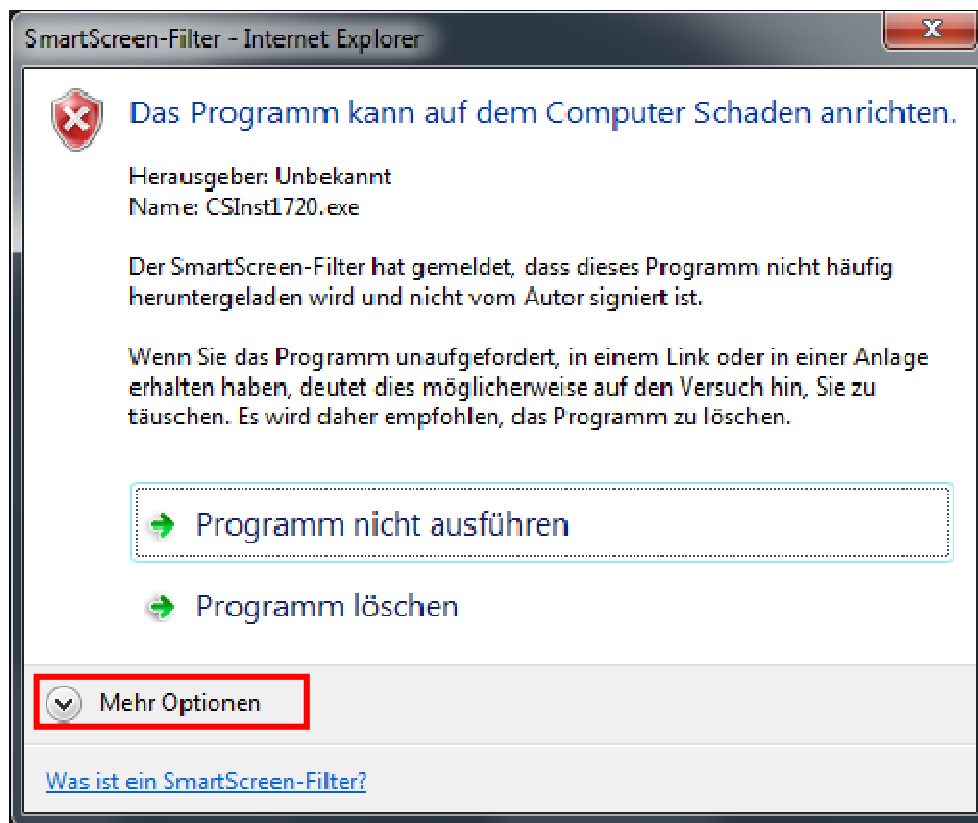 SmartScreen-Filter - Internet Explorer
Das Programm kann auf dem Computer Schaden anrichten.
Herausgeber: Unbekannt
Name: CSInst1720.exe
Der SmartScreen-Filter hat gemeldet, dass dieses Programm nicht häufig
heruntergeladen wird und nicht vom Autor signiert ist.
Wenn Sie das Programm unaufgefordert, in einem Link oder in einer Anlage
erhalten haben, deutet dies möglicherweise auf den Versuch hin, Sie zu
täuschen. Es wird daher empfohlen, das Programm zu löschen.
Programm nicht ausführen
Programm löschen
Mehr Optionen
Was ist ein SmartScreen-Filter?